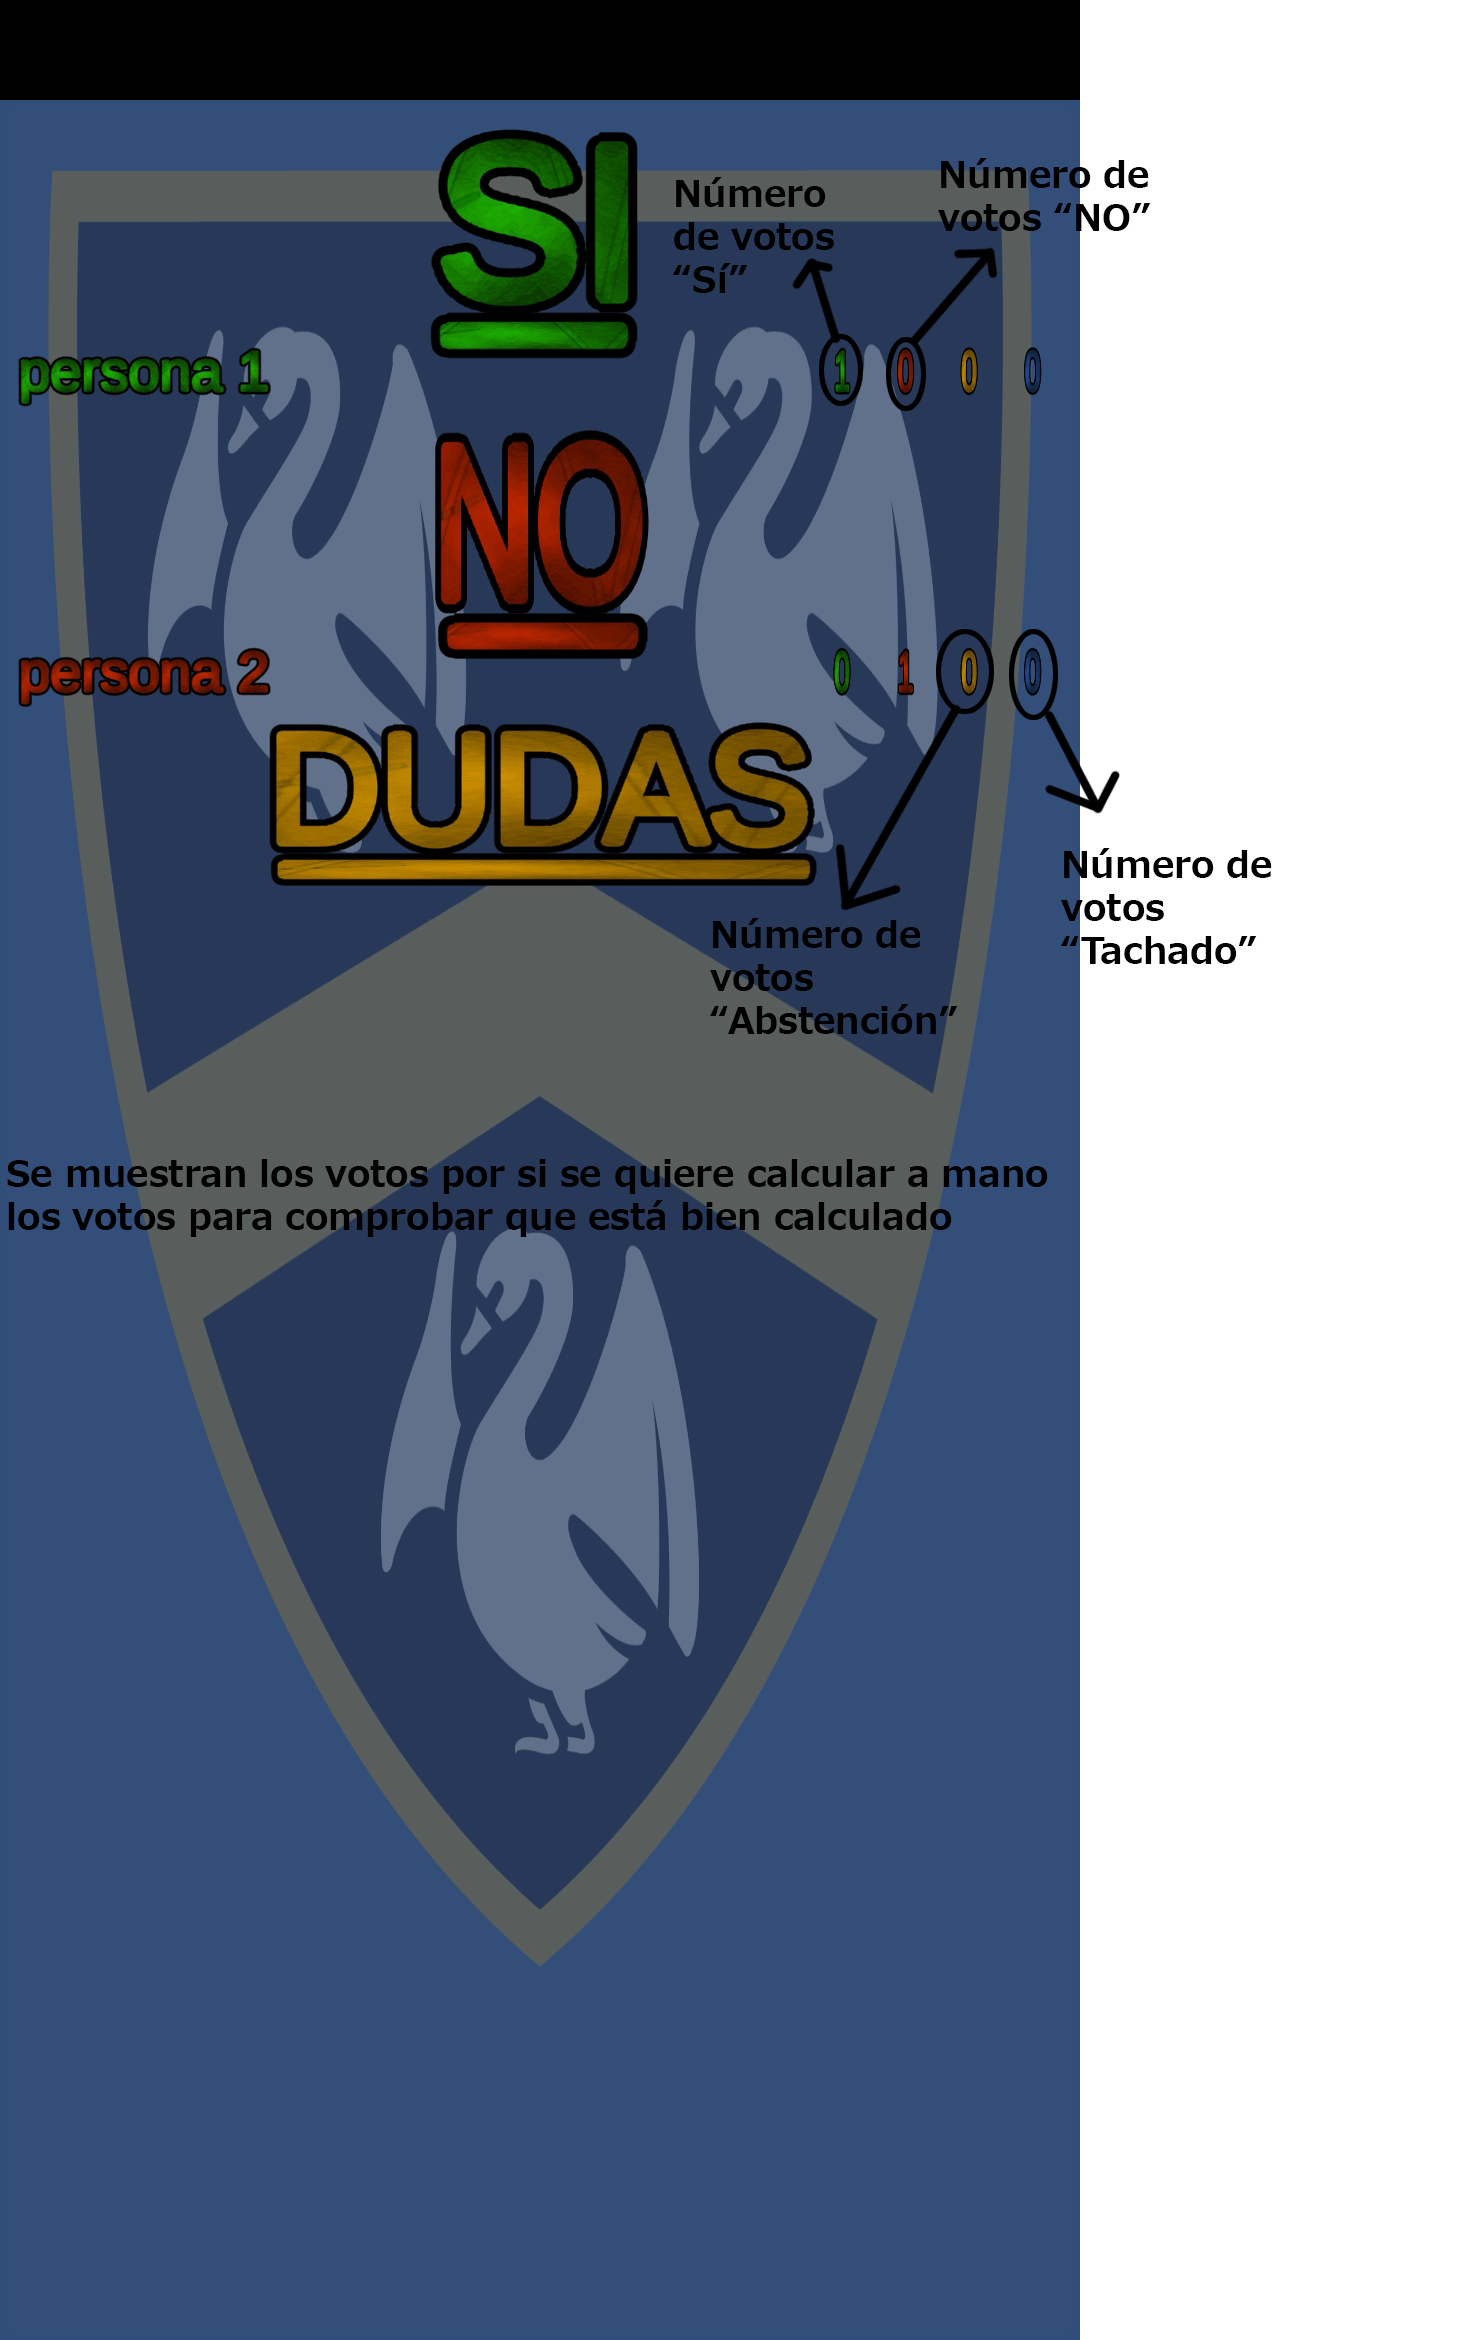 SI
Número
de votos
“Sí”
Número de
votos “NO”
persona 1
1 0 0 0
NO
persona 2
0 1 0 0
DUDAS
Número de
votos
“Tachado”
Número de
votos
“Abstención”
Se muestran los votos por si se quiere calcular a mano
los votos para comprobar que está bien calculado